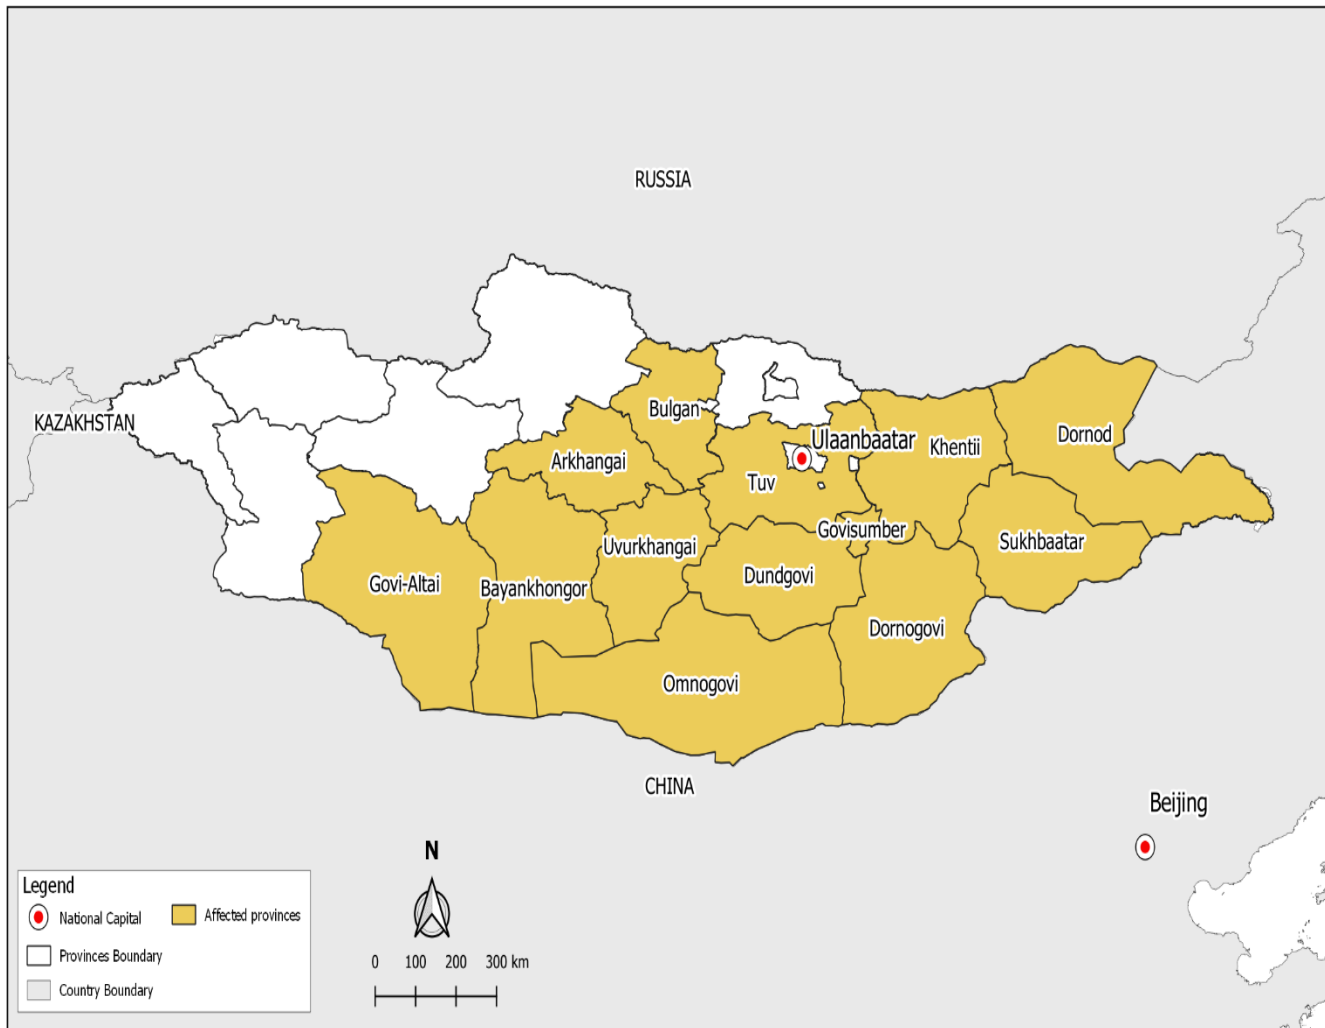 RUSSIA
KAZAKHSTAN
Bulgan
Dornod
Ulaanbaatar
Khentii
Arkhangai
Tuv
Govisumber
Sukhbaatar
Uvurkhangai
Dundgovi
Govi-Altai
Bayankhongor
Dornogovi
Omnogovi
CHINA
Beijing
N
Legend
National Capital
Affected provinces
Provinces Boundary
Country Boundary
0 100 200 300 km